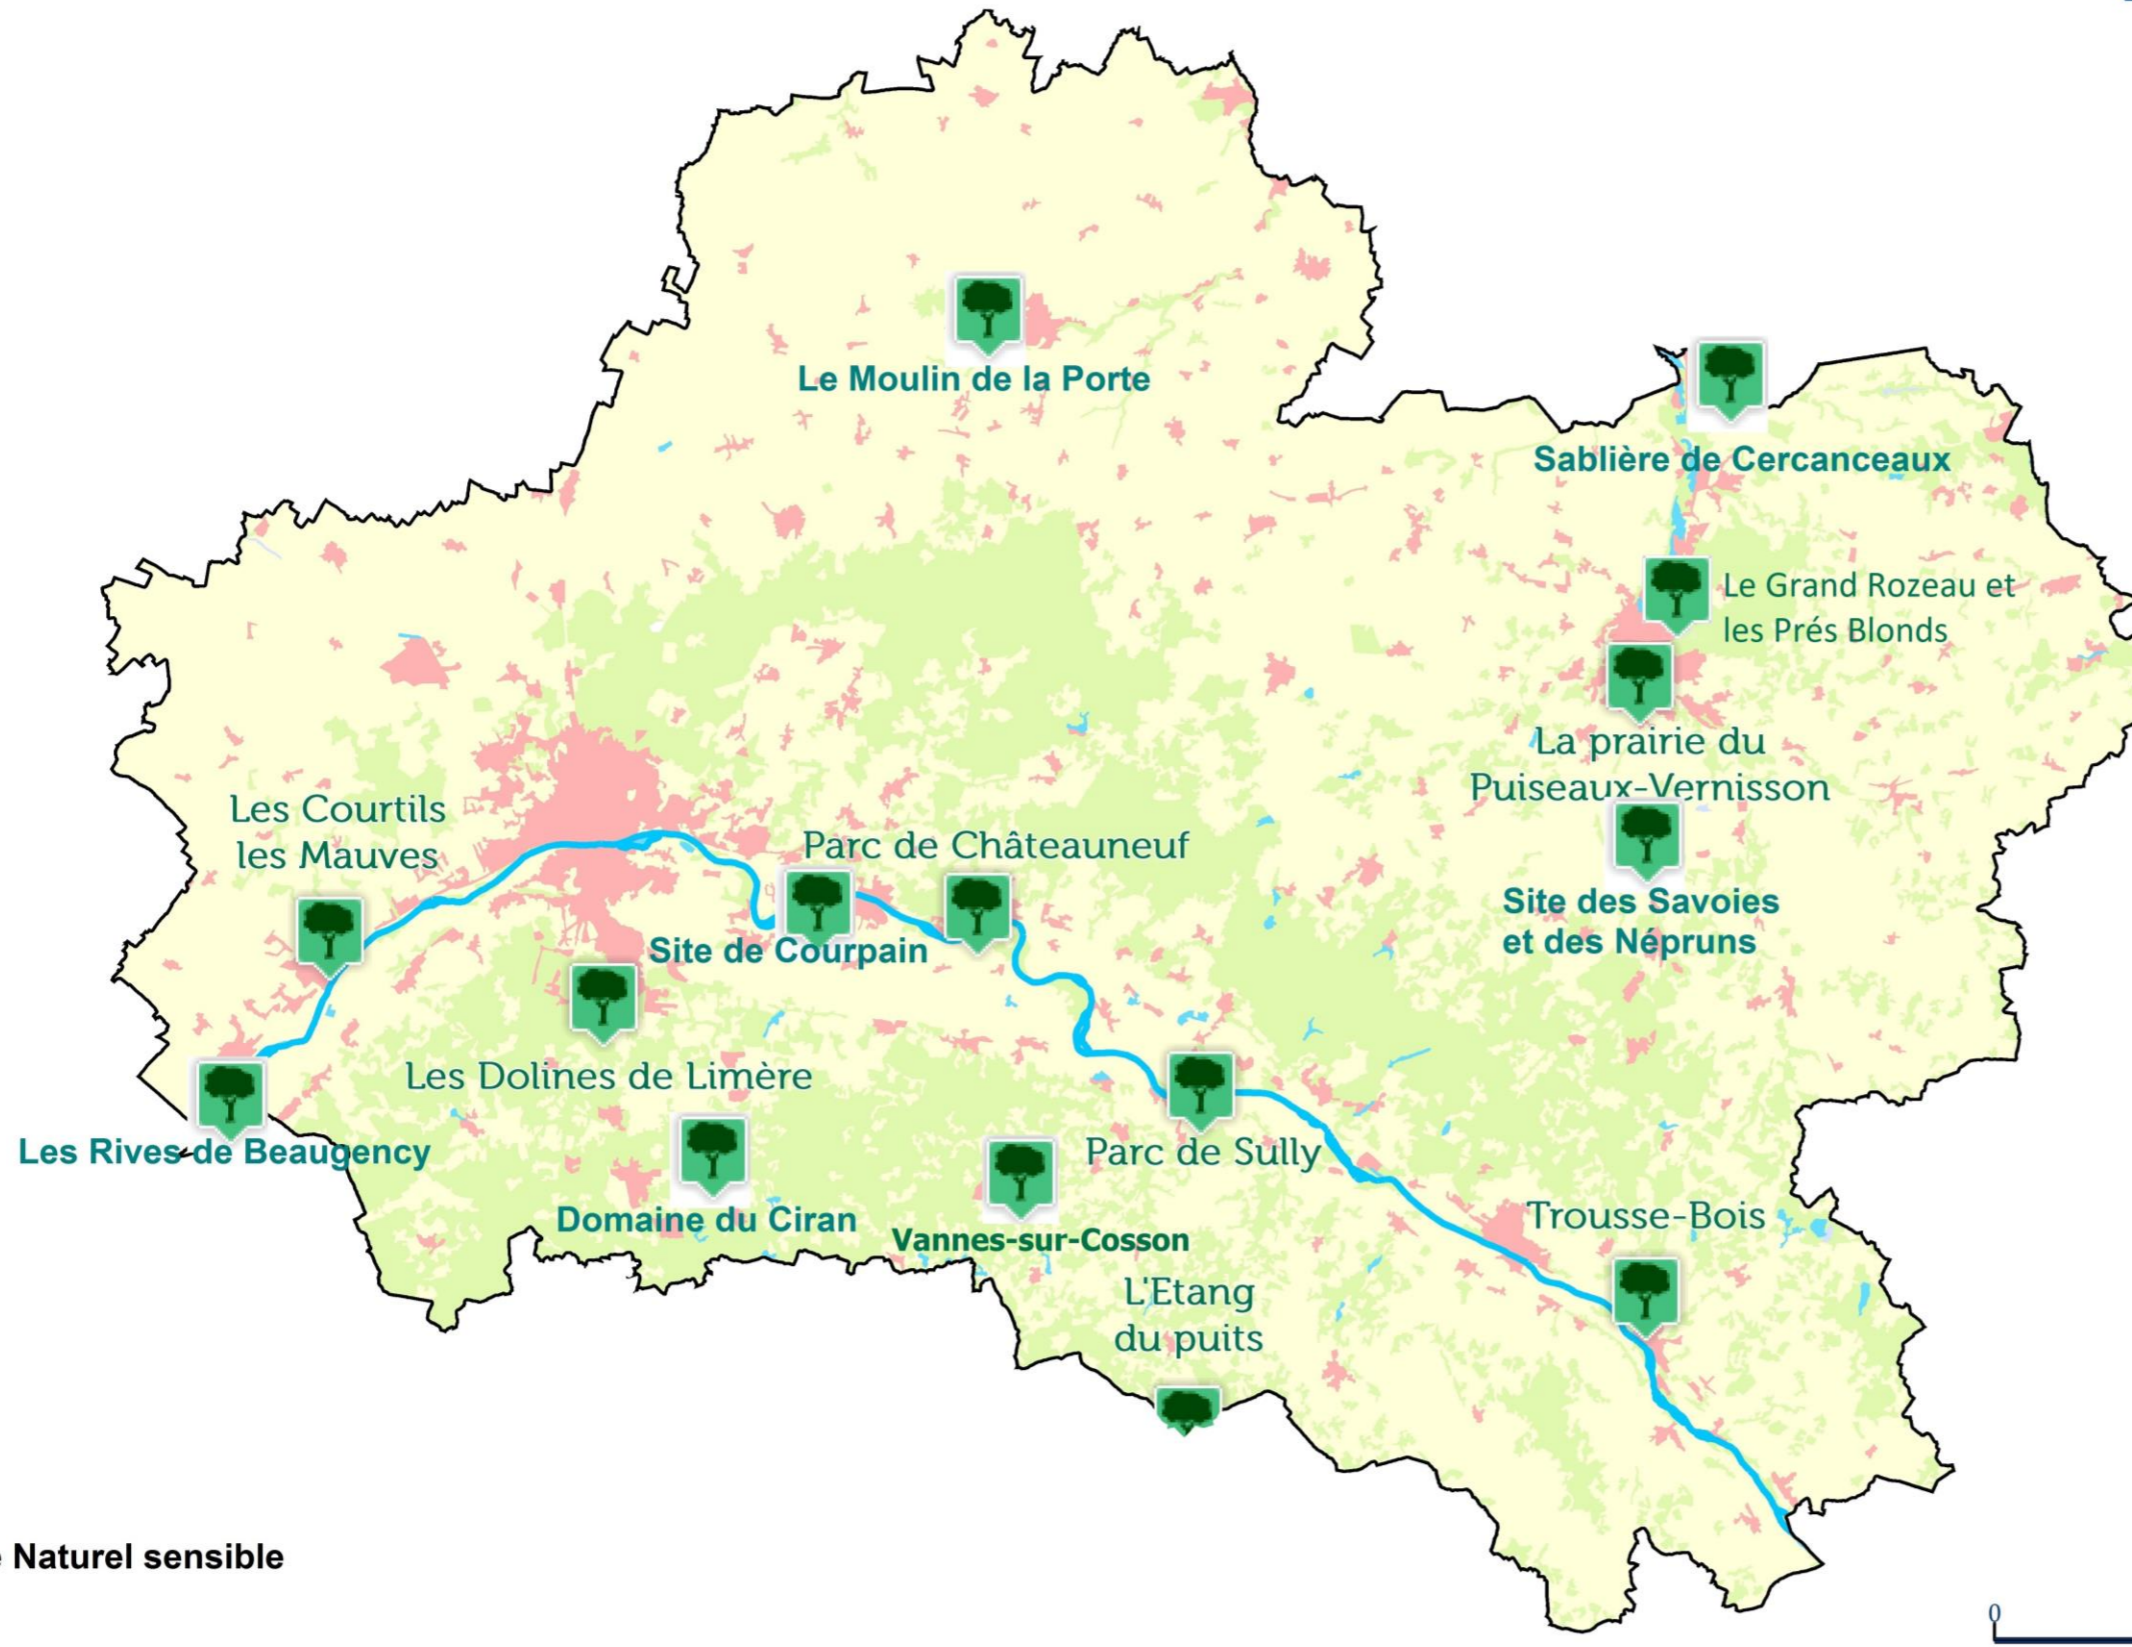 Le Moulin de la Porte
Sablière de Cercanceaux
Le Grand Rozeau et
les Prés Blonds
La prairie du
Puiseaux-Vernisson
Les Courtils
les Mauves
Parc de Châteauneuf
Site des Savoies
et des Népruns
Site de Courpain
Les Dolines de Limère
Les Rives de Beaugency
Parc de Sully
Domaine du Ciran
Vannes-sur-Cosson
Trousse-Bois
L'Etang
du puits
Naturel sensible
0